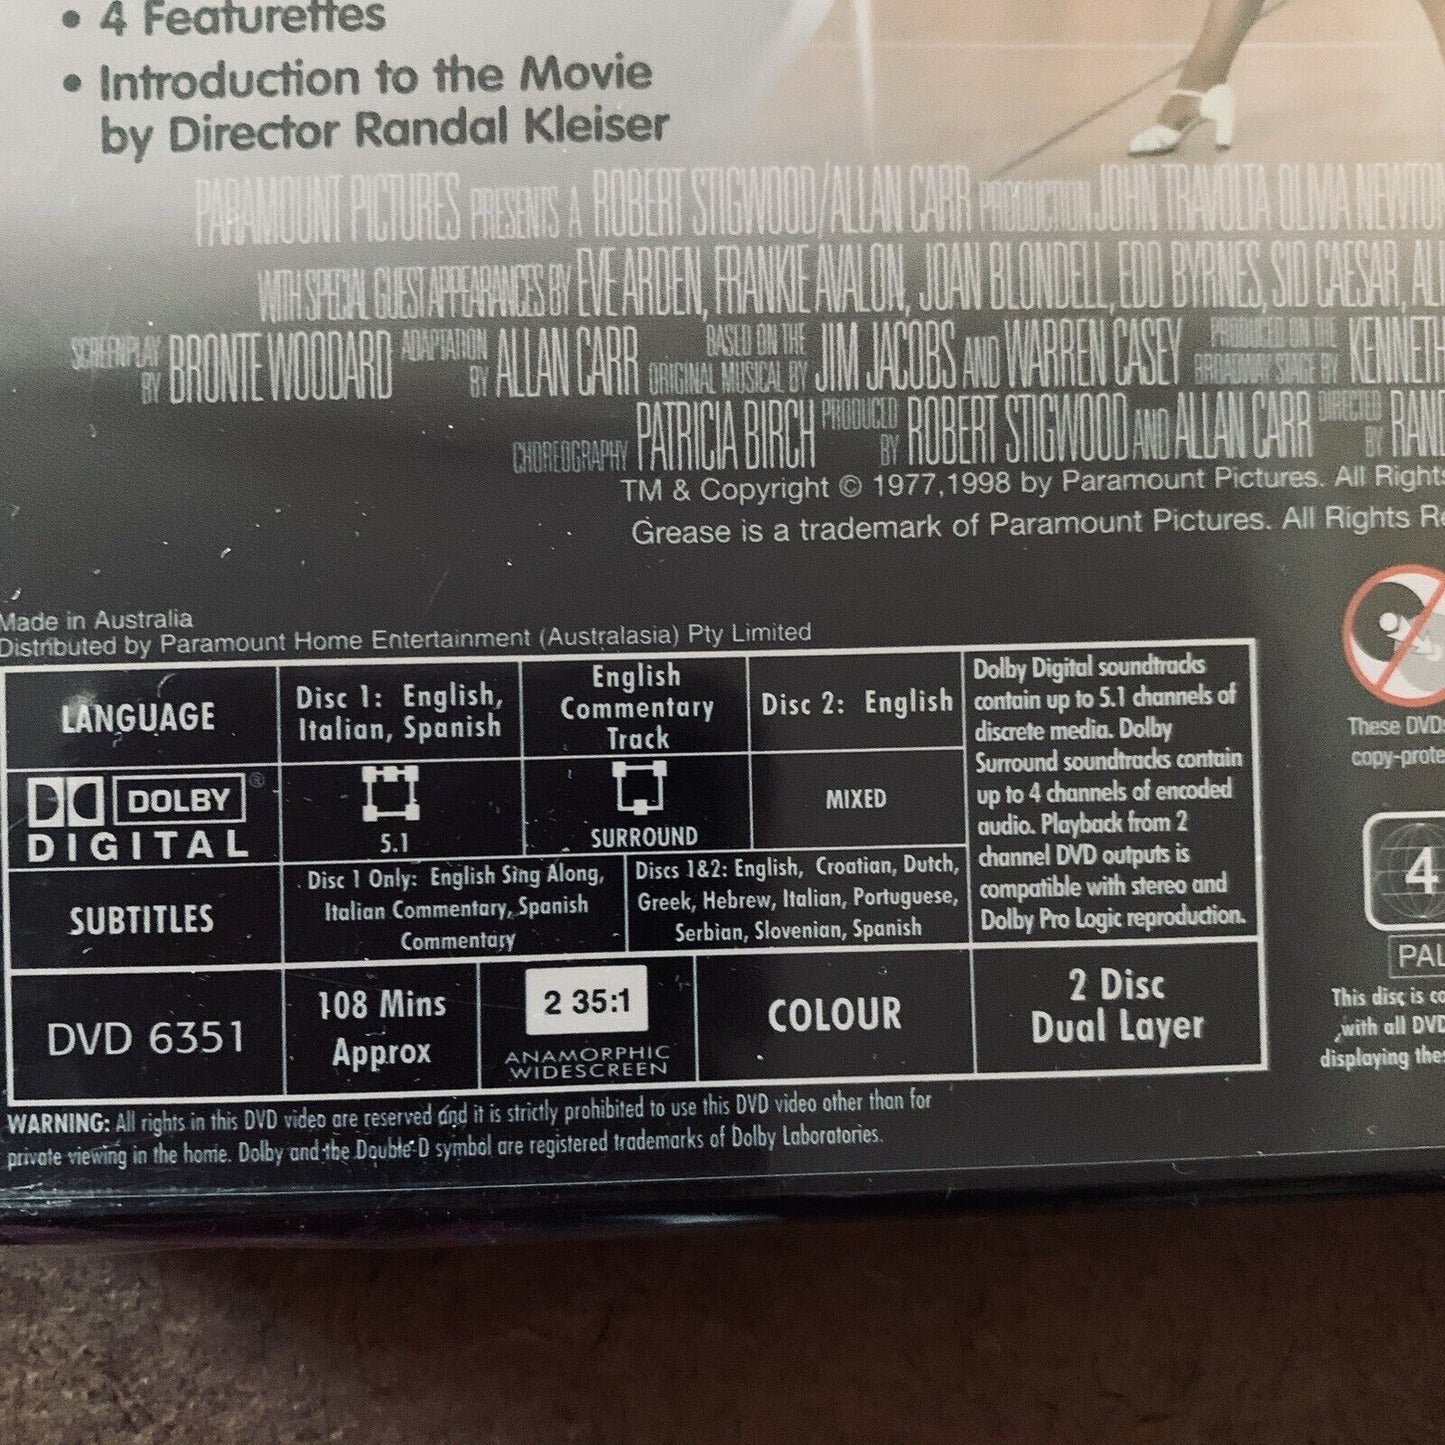 • 4 Featurettes
• Introduction to the Movie
by Director Randal Kleiser
PARAMOUNT PICTURES PRESENTS A ROBERT STIGWOOD/ALLAN CARR PRODUCTION JOHN TRAVOLTA OLIVIA NEWTO
WITH SPECIAL GUEST APPEARANCES BY EVE ARDEN, FRANKIE AVALON, JOAN BLONDELL, EDD BYRNES, SID CAESAR, AL
SCREENPLAY BY BRONTE WOODARD ADAPTATION BY ALLAN CARR BASED ON THE ORIGINAL MUSICAL BY JIM JACOBS AND WARREN CASEY PRODUCED ON THE BROADWAY STAGE BY KENNETH
CHOREOGRAPHY PATRICIA BIRCH PRODUCED BY ROBERT STIGWOOD AND ALLAN CARR DIRECTED BY RAND
TM & Copyright © 1977,1998 by Paramount Pictures. All Rights
Grease is a trademark of Paramount Pictures. All Rights Re
Made in Australia
Distributed by Paramount Home Entertainment (Australasia) Pty Limited
LANGUAGE
Disc 1: English,
Italian, Spanish
English
Commentary
Track
Disc 2: English
DOLBY ®
DIGITAL
5.1
SURROUND
MIXED
Dolby Digital soundtracks
contain up to 5.1 channels of
discrete media. Dolby
Surround soundtracks contain
up to 4 channels of encoded
audio. Playback from 2
channel DVD outputs is
compatible with stereo and
Dolby Pro Logic reproduction.
SUBTITLES
Disc 1 Only: English Sing Along,
Italian Commentary, Spanish
Commentary
Discs 1&2: English, Croatian, Dutch,
Greek, Hebrew, Italian, Portuguese,
Serbian, Slovenian, Spanish
DVD 6351
108 Mins
Approx
2 35:1
ANAMORPHIC
WIDESCREEN
COLOUR
2 Disc
Dual Layer
These DVD
copy-prote
4
PAL
This disc is co
with all DVD
displaying the
WARNING: All rights in this DVD video are reserved and it is strictly prohibited to use this DVD video other than for
private viewing in the home. Dolby and the Double-D symbol are registered trademarks of Dolby Laboratories.